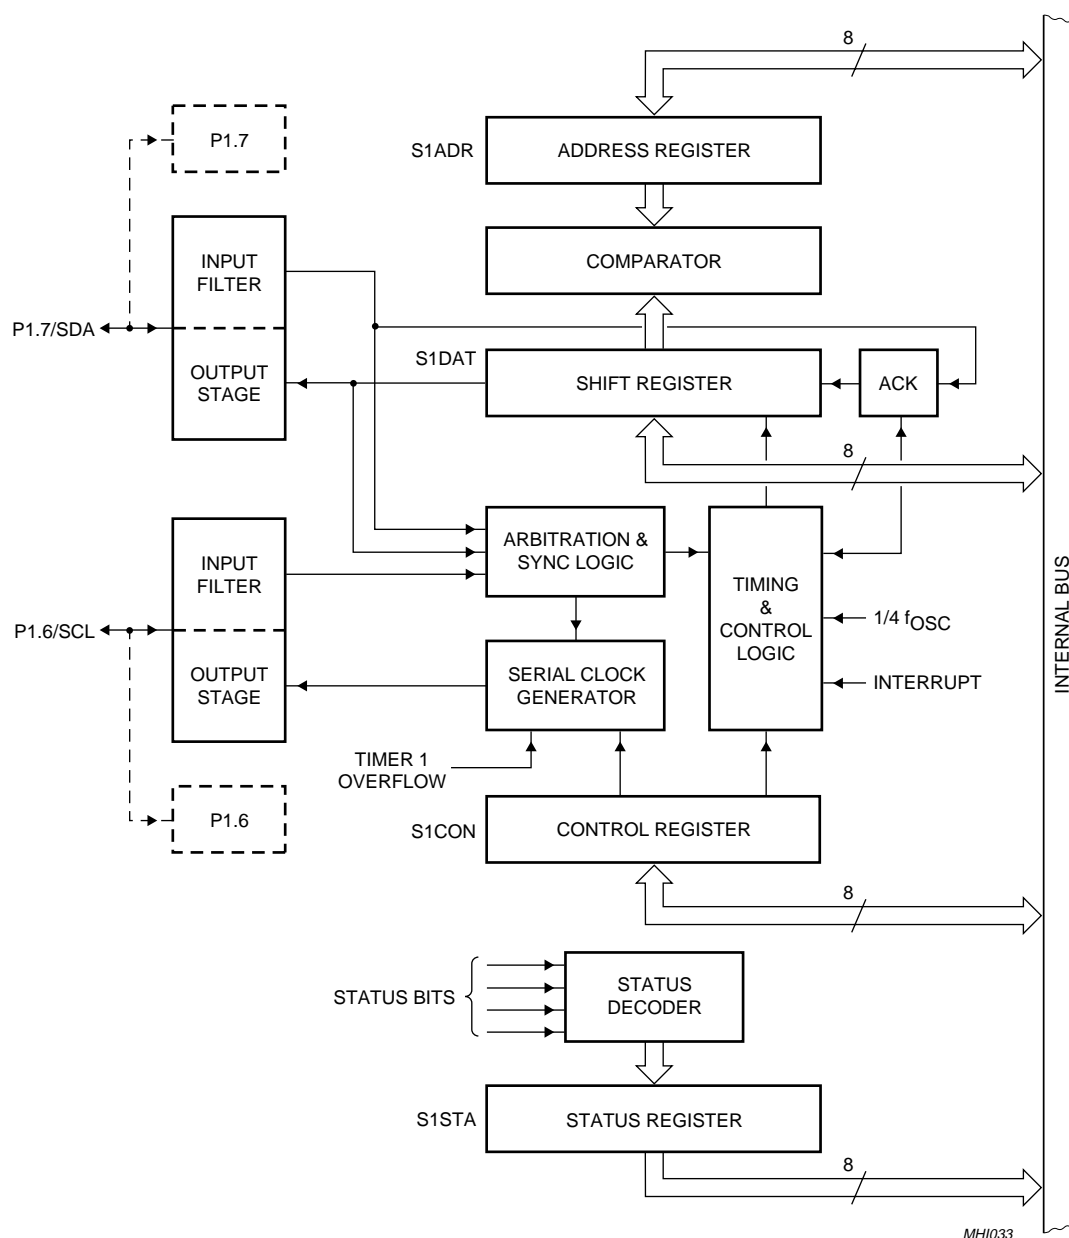 8
P1.7
S1ADR
ADDRESS REGISTER
INPUT
FILTER
COMPARATOR
P1.7/SDA
OUTPUT
STAGE
S1DAT
SHIFT REGISTER
ACK
8
ARBITRATION &
SYNC LOGIC
INPUT
FILTER
TIMING
&
CONTROL
LOGIC
1/4 fOSC
P1.6/SCL
OUTPUT
STAGE
SERIAL CLOCK
GENERATOR
INTERRUPT
INTERNAL BUS
TIMER 1
OVERFLOW
P1.6
S1CON
CONTROL REGISTER
8
STATUS BITS
STATUS
DECODER
S1STA
STATUS REGISTER
8
MHI033